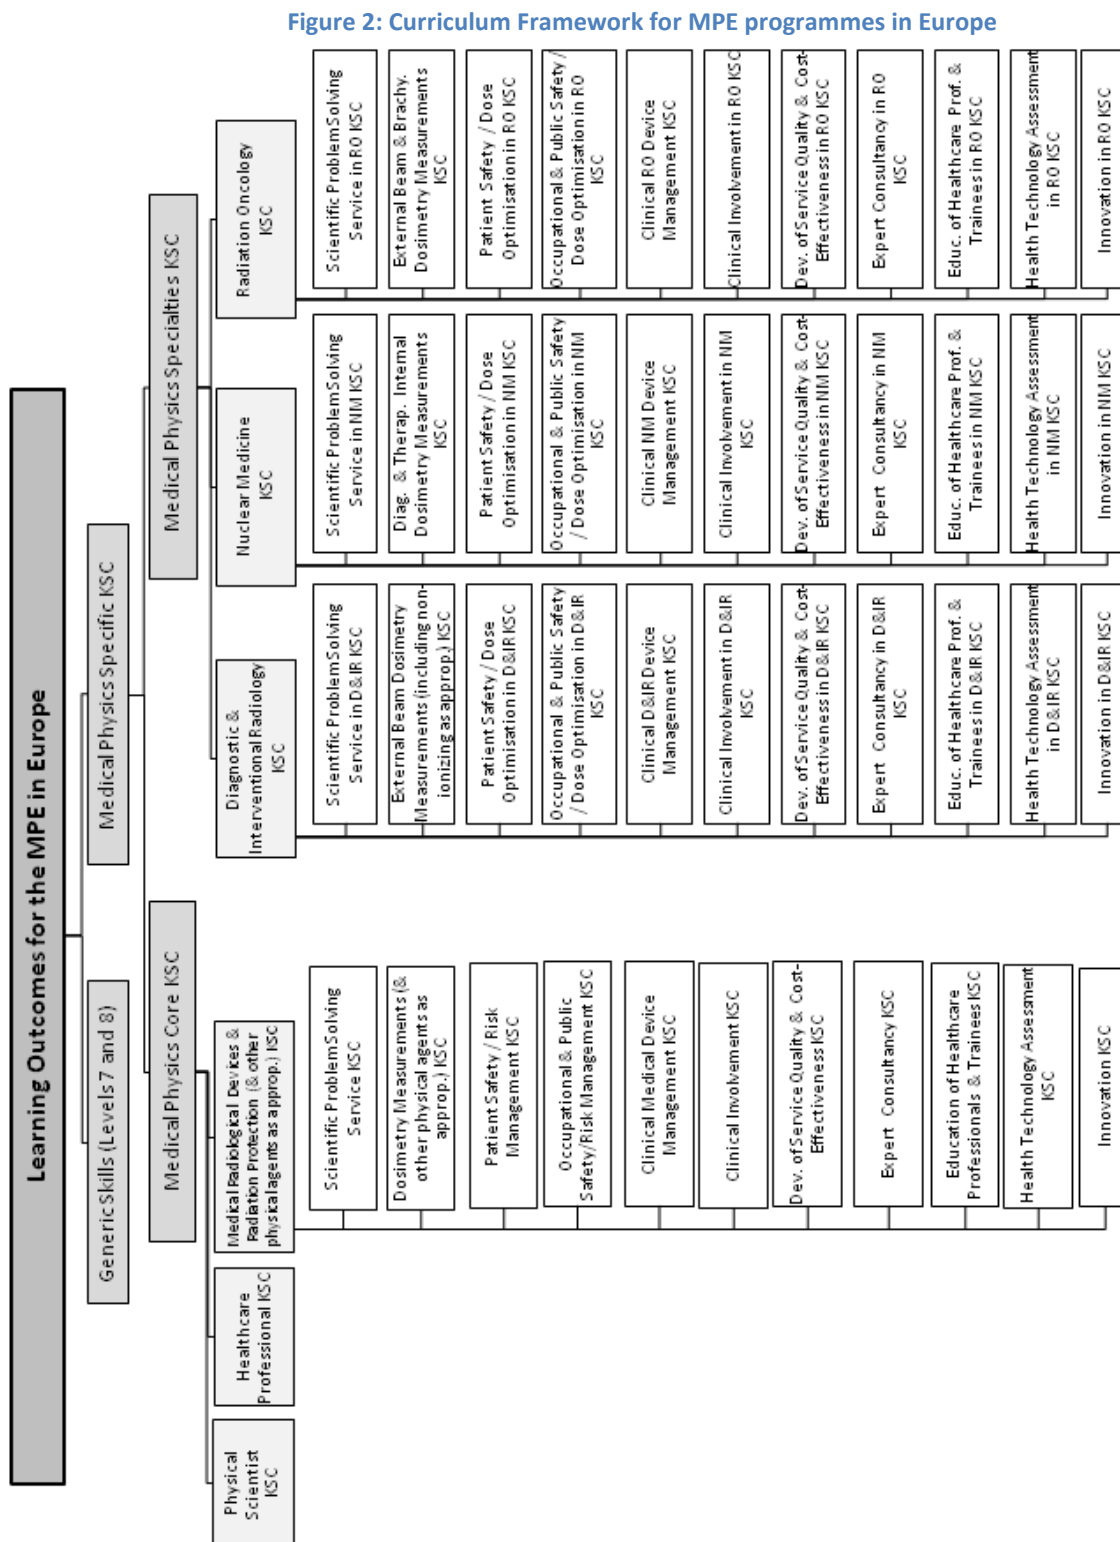 Figure 2: Curriculum Framework for MPE programmes in Europe
Learning Outcomes for the MPE in Europe
Generic Skills (Levels 7 and 8)
Medical Physics Specific KSC
Medical Physics Core KSC
Medical Physics Specialties KSC
Physical
Scientist
KSC
Healthcare
Professional KSC
Medical Radiological Devices &
Radiation Protection (& other
physical agents as approp.) KSC
Diagnostic &
Interventional Radiology
KSC
Nuclear Medicine
KSC
Radiation Oncology
KSC
Scientific Problem Solving
Service KSC
Dosimetry Measurements (&
other physical agents as
approp.) KSC
Patient Safety / Risk
Management KSC
Occupational & Public
Safety/Risk Management KSC
Clinical Medical Device
Management KSC
Clinical Involvement KSC
Dev. of Service Quality & Cost-
Effectiveness KSC
Expert Consultancy KSC
Education of Healthcare
Professionals & Trainees KSC
Health Technology Assessment
KSC
Innovation KSC
Scientific Problem Solving
Service in D&IR KSC
External Beam Dosimetry
Measurements (including non-
ionizing as approp.) KSC
Patient Safety / Dose
Optimisation in D&IR KSC
Occupational & Public Safety
/ Dose Optimisation in D&IR
KSC
Clinical D&IR Device
Management KSC
Clinical Involvement in D&IR
KSC
Dev. of Service Quality & Cost-
Effectiveness in D&IR KSC
Expert Consultancy in D&IR
KSC
Educ. of Healthcare Prof. &
Trainees in D&IR KSC
Health Technology Assessment
in D&IR KSC
Innovation in D&IR KSC
Scientific Problem Solving
Service in NM KSC
Diag. & Therap. Internal
Dosimetry Measurements
KSC
Patient Safety / Dose
Optimisation in NM KSC
Occupational & Public Safety
/ Dose Optimisation in NM
KSC
Clinical NM Device
Management KSC
Clinical Involvement in NM
KSC
Dev. of Service Quality & Cost-
Effectiveness in NM KSC
Expert Consultancy in NM
KSC
Educ. of Healthcare Prof. &
Trainees in NM KSC
Health Technology Assessment
in NM KSC
Innovation in NM KSC
Scientific Problem Solving
Service in RO KSC
External Beam & Brachy.
Dosimetry Measurements
KSC
Patient Safety / Dose
Optimisation in RO KSC
Occupational & Public Safety /
Dose Optimisation in RO
KSC
Clinical RO Device
Management KSC
Clinical Involvement in RO KSC
Dev. of Service Quality & Cost-
Effectiveness in RO KSC
Expert Consultancy in RO
KSC
Educ. of Healthcare Prof. &
Trainees in RO KSC
Health Technology Assessment
in RO KSC
Innovation in RO KSC